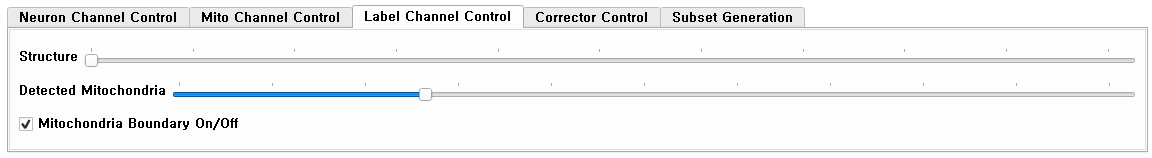 Neuron Channel Control Mito Channel Control Label Channel Control Corrector Control Subset Generation
Structure
Detected Mitochondria
Mitochondria Boundary On/Off